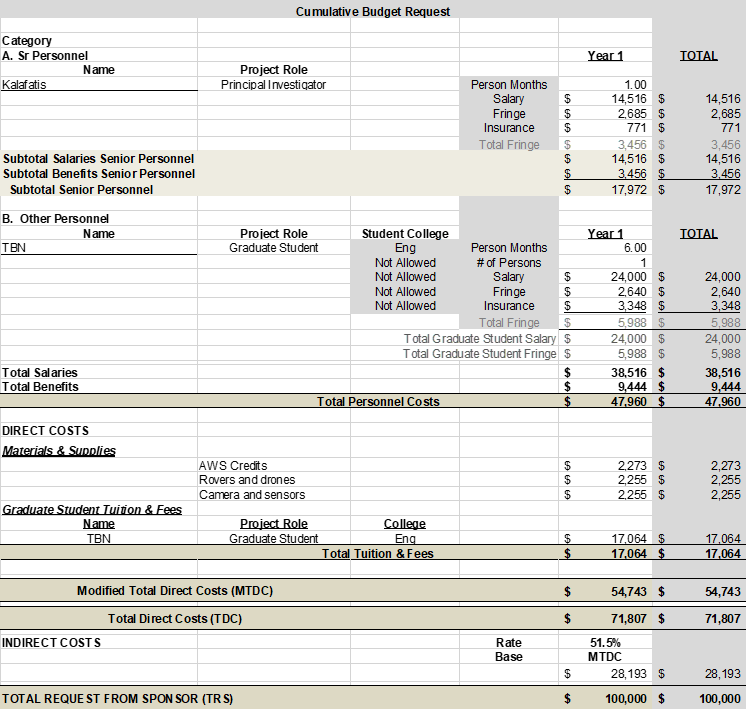 Cumulative Budget Request
Category
A. Sr Personnel Year 1 TOTAL
Name Project Role
Kalafatis Principal Investigator Person Months 1.00
Salary $ 14,516 $ 14,516
Fringe $ 2,685 $ 2,685
Insurance $ 771 $ 771
Total Fringe $ 3,456 $ 3,456
Subtotal Salaries Senior Personnel $ 14,516 $ 14,516
Subtotal Benefits Senior Personnel $ 3,456 $ 3,456
Subtotal Senior Personnel $ 17,972 $ 17,972
B. Other Personnel
Name Project Role Student College Year 1 TOTAL
TBN Graduate Student Eng Person Months 6.00
Not Allowed # of Persons 1
Not Allowed Salary $ 24,000 $ 24,000
Not Allowed Fringe $ 2,640 $ 2,640
Not Allowed Insurance $ 3,348 $ 3,348
Total Fringe $ 5,988 $ 5,988
Total Graduate Student Salary $ 24,000 $ 24,000
Total Graduate Student Fringe $ 5,988 $ 5,988
Total Salaries $ 38,516 $ 38,516
Total Benefits $ 9,444 $ 9,444
Total Personnel Costs $ 47,960 $ 47,960
DIRECT COSTS
Materials & Supplies
AWS Credits $ 2,273 $ 2,273
Rovers and drones $ 2,255 $ 2,255
Camera and sensors $ 2,255 $ 2,255
Graduate Student Tuition & Fees
Name Project Role College
TBN Graduate Student Eng $ 17,064 $ 17,064
Total Tuition & Fees $ 17,064 $ 17,064
Modified Total Direct Costs (MTDC) $ 54,743 $ 54,743
Total Direct Costs (TDC) $ 71,807 $ 71,807
INDIRECT COSTS Rate 51.5%
Base MTDC
$ 28,193 $ 28,193
TOTAL REQUEST FROM SPONSOR (TRS) $ 100,000 $ 100,000